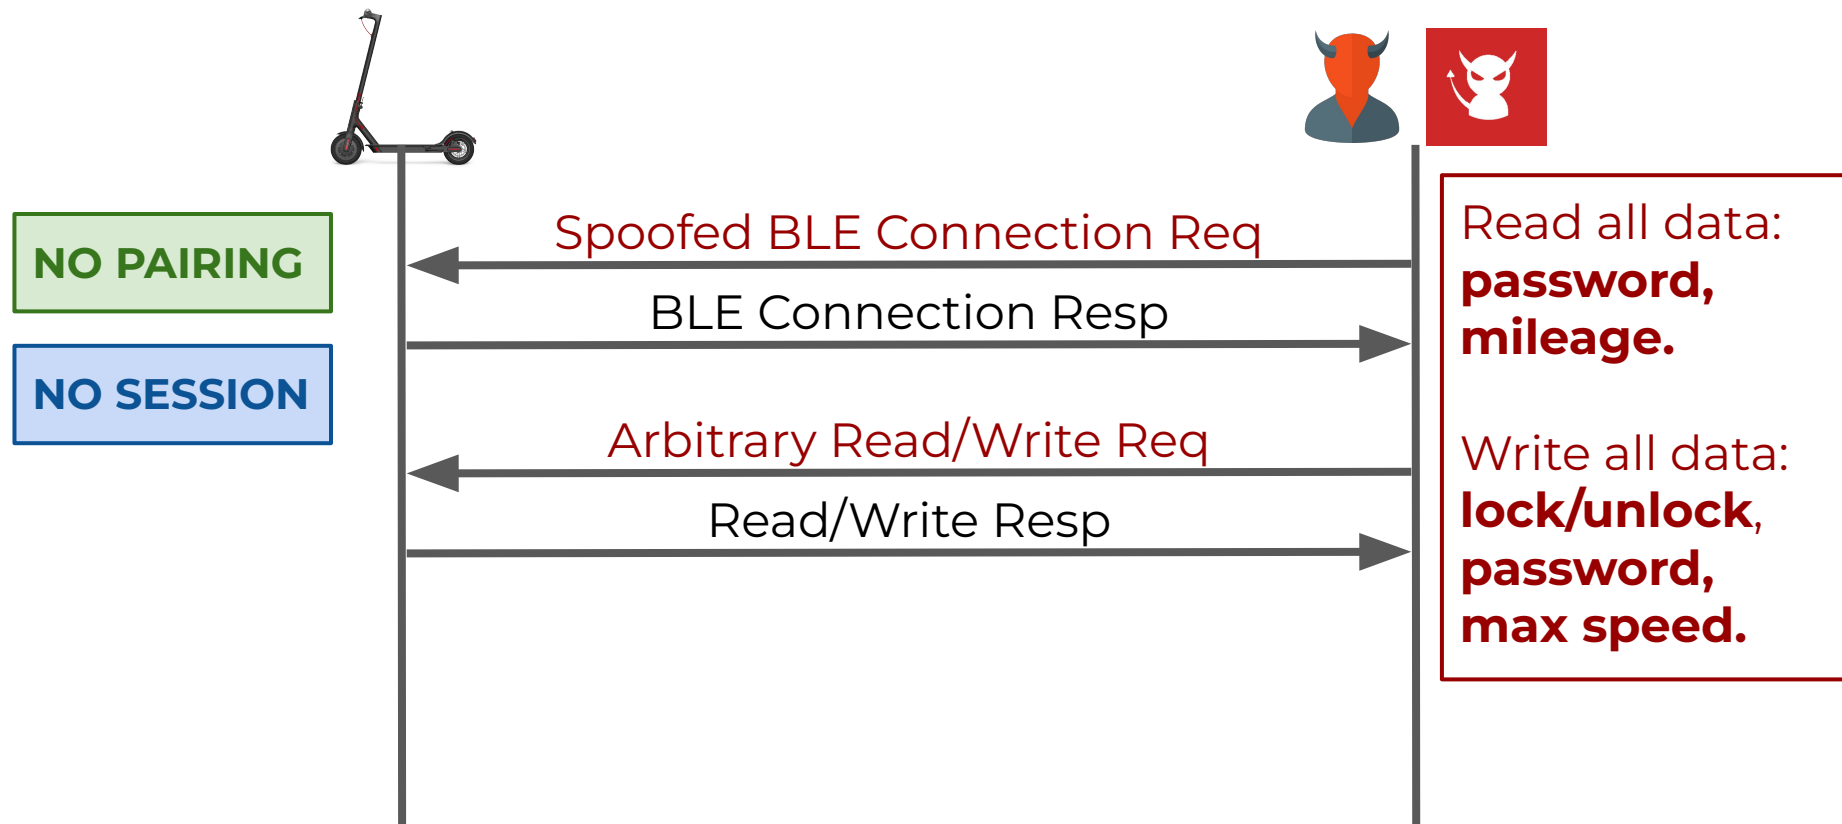 NO PAIRING
NO SESSION
Spoofed BLE Connection Req
BLE Connection Resp
Arbitrary Read/Write Req
Read/Write Resp
Read all data:
password,
mileage.
Write all data:
lock/unlock,
password,
max speed.